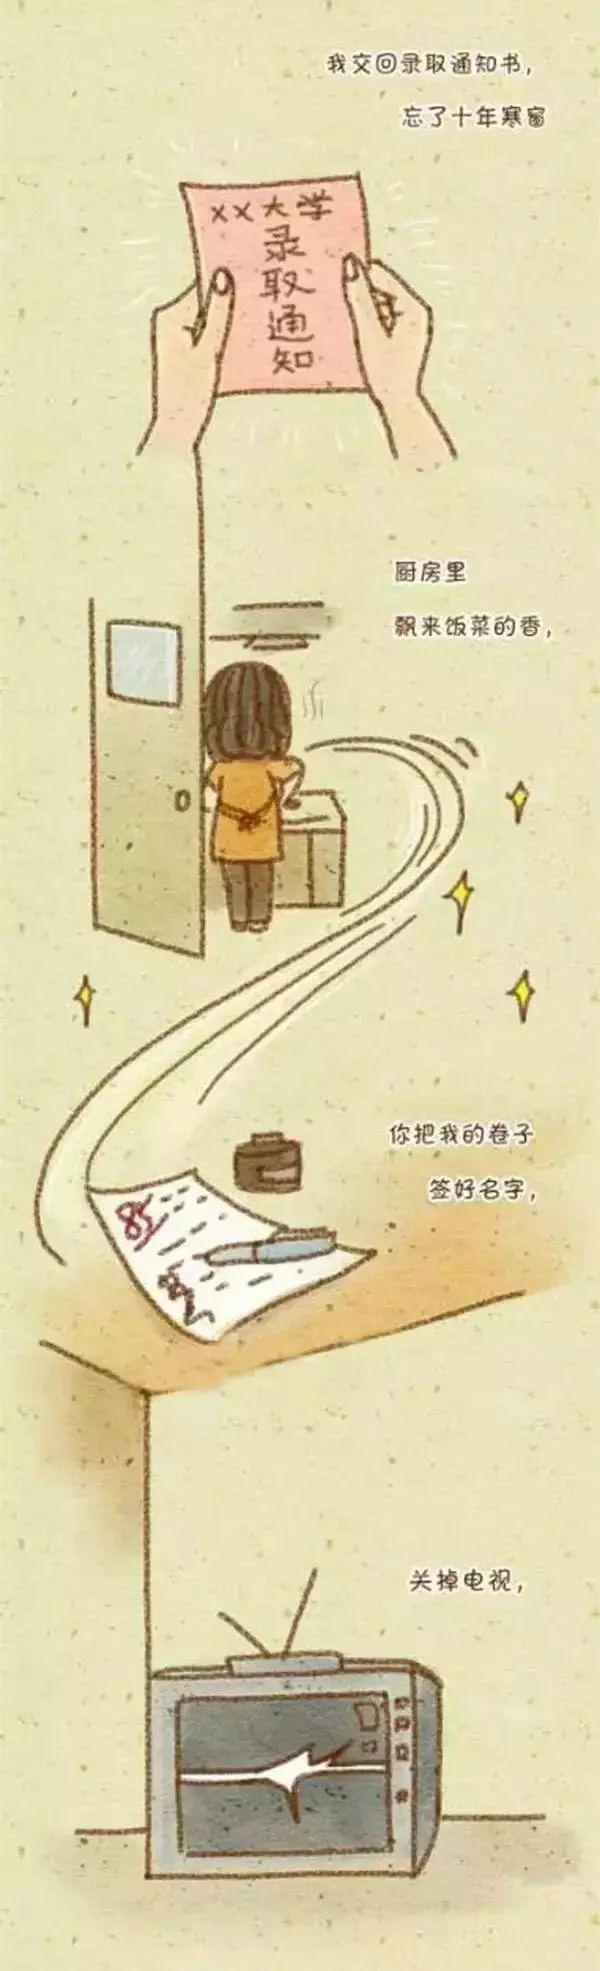 我交回录取通知书，
忘了十年寒窗
××大学
录
取
通
知
厨房里
飘来饭菜的香，
你把我的卷子
签好名字，
85
关掉电视，